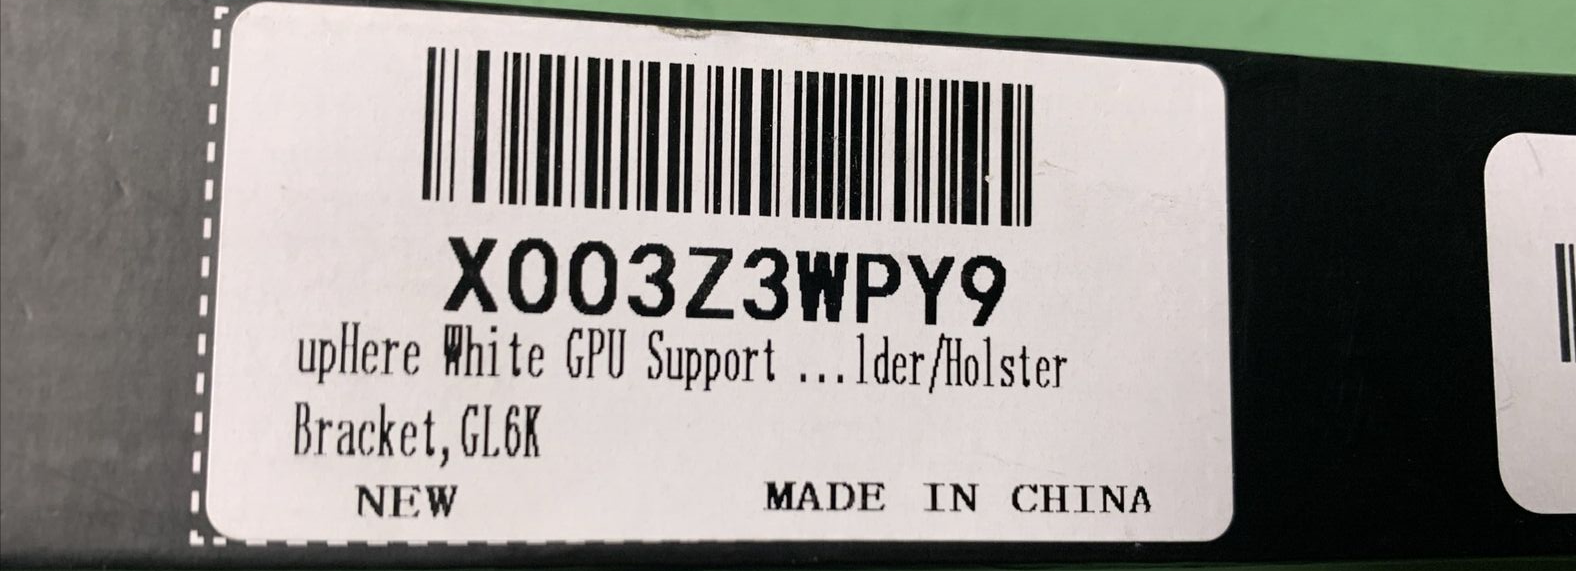 X003Z3WPY9
upHere White GPU Support ...lder/Holster
Bracket,GL6K
NEW MADE IN CHINA